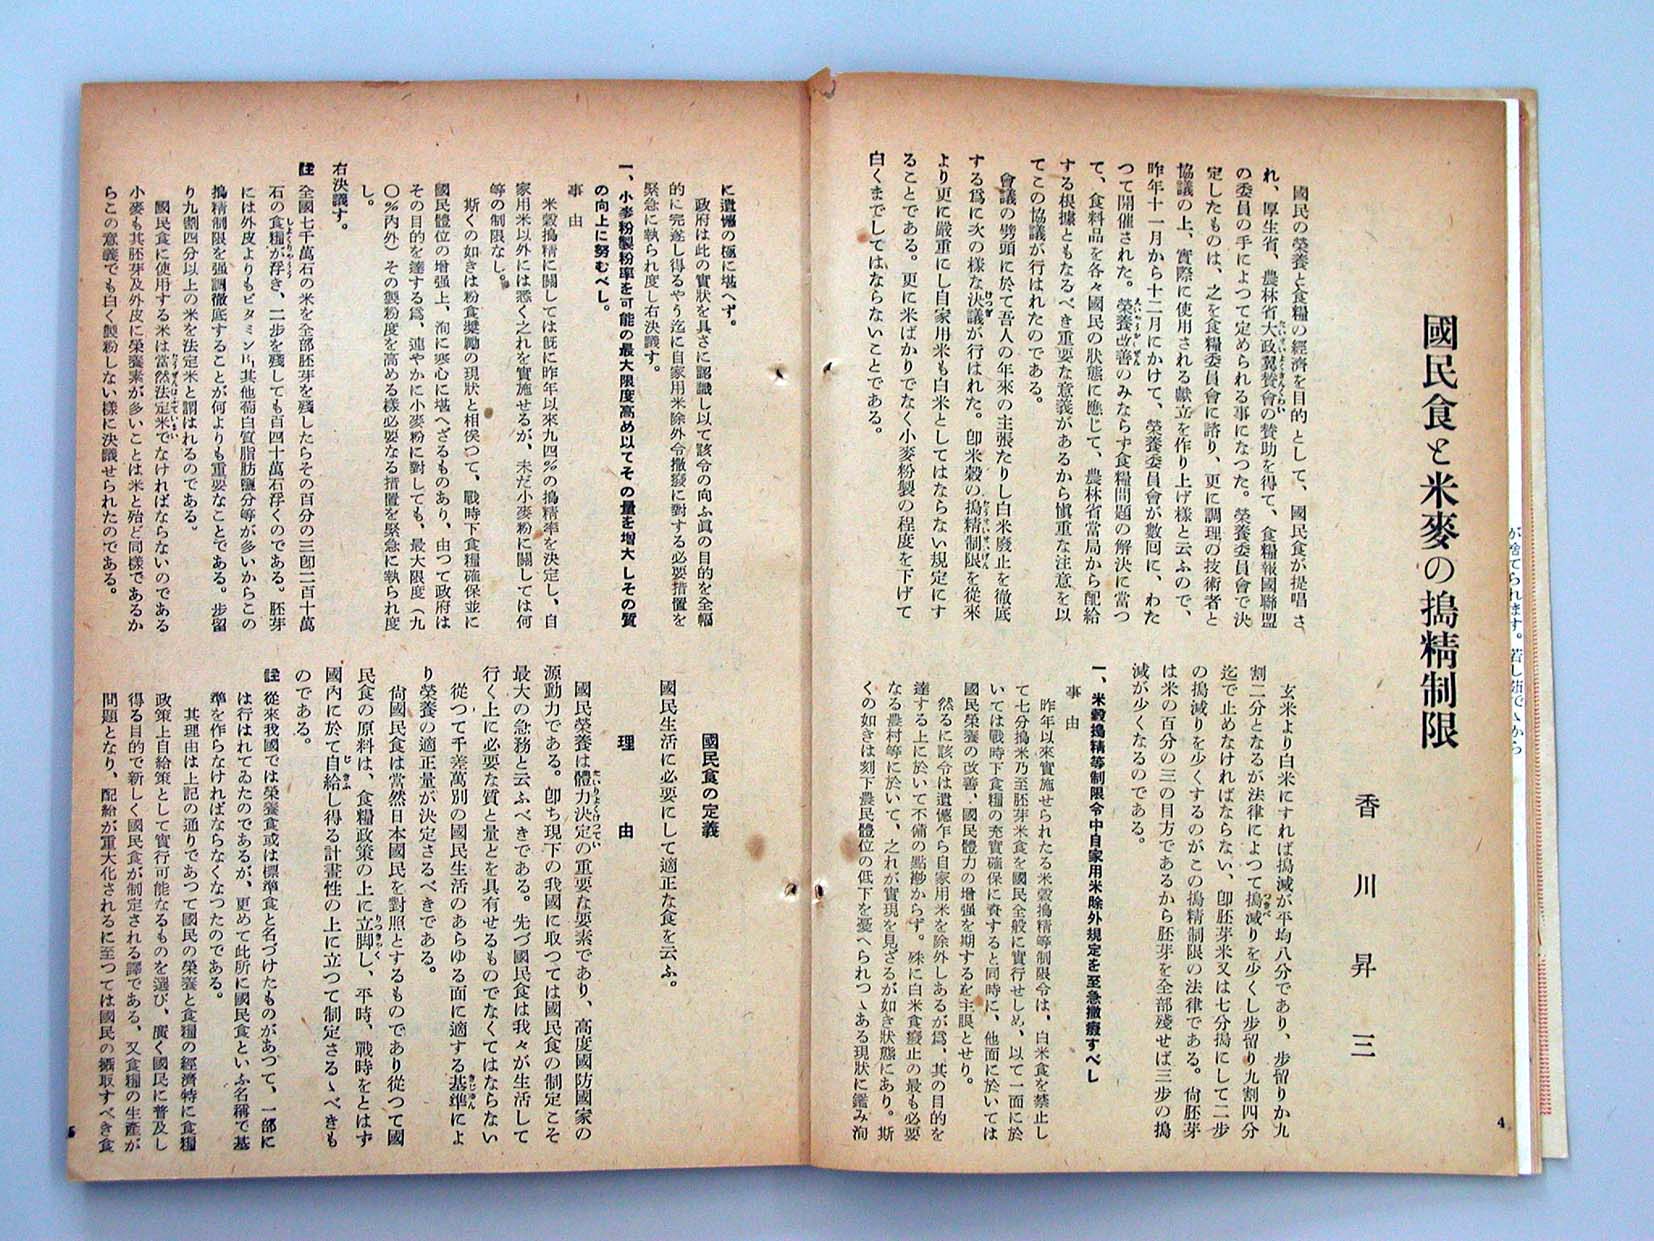 國民食と米麥の搗精制限
香川昇三
國民の榮養と食糧の經濟を目的として、國民食が提唱さ
れ、厚生省、農林省大政翼賛會の賛助を得て、食糧報國聯盟
の委員の手によつて定められる事になつた。榮養委員會で決
定したものは、之を食糧委員會に諮り、更に調理の技術者と
協議の上、實際に使用される獻立を作り上げ樣と云ふので、
昨年十一月から十二月にかけて、榮養委員會が數回に、わた
つて開催された。榮養改善のみならず食糧問題の解決に當つ
て、食料品を各々國民の狀態に應じて、農林省當局から配給
する根據ともなるべき重要な意義があるから愼重な注意を以
てこの協議が行はれたのである。
會議の劈頭に於て吾人の年來の主張たりし白米廢止を徹底
する爲に次の樣な決議が行はれた。卽米穀の搗精制限を從來
より更に嚴重にし自家用米も白米としてはならない規定にす
ることである。更に米ばかりでなく小麥粉製の程度を下げて
白くまでしてはならないことである。
玄米より白米にすれば搗減が平均八分であり、步留りか九
割二分となるが法律によつて搗減りを少くし步留り九割四分
迄で止めなければならない、卽胚芽米又は七分搗にして二步
の搗減りを少くするのがこの搗精制限の法律である。尙胚芽
は米の百分の三の目方であるから胚芽を全部殘せば三步の搗
減が少くなるのである。
一、米穀搗精等制限令中自家用米除外規定を至急撤癈すべし
事由
昨年以來實施せられたる米穀搗精等制限令は、白米食を禁止し
て七分搗米乃至胚芽米食を國民全般に實行せしめ、以て一面に於
いては戰時下食糧の充實確保に資すると同時に、他面に於いては
國民榮養の改善、國民體力の增强を期するを主眼とせり。
然るに該令は遺憾乍ら自家用米を除外しあるが爲、其の目的を
達する上に於いて不備の點尠からず。殊に白米食癈止の最も必要
なる農村等に於いて、之れが實現を見ざるが如き狀態にあり。斯
くの如きは刻下農民體位の低下を憂へられつゝある現狀に鑑み洵
4
に遺憾の極に堪へず。
政府は此の實狀を具さに認識し以て該令の向ふ眞の目的を全幅
的に完遂し得るやう迄に自家用米除外令撤癈に對する必要措置を
緊急に執られ度し右決議す。
一、小麥粉製粉率を可能の最大限度高め以てその量を增大しその質
の向上に努むべし。
事由
米穀搗精に關しては旣に昨年以來九四%の搗精率を決定し、自
家用米以外には悉く之れを實施せるが、未だ小麥粉に關しては何
等の制限なし。
斯くの如きは粉食奬勵の現狀と相俟つて、戰時下食糧確保並に
國民體位の增强上、洵に寒心に堪へざるものあり、由つて政府は
その目的を達する爲、速やかに小麥粉に對しても、最大限度（九
〇%內外）その製粉度を高める樣必要なる措置を緊急に執られ度
し。
右決議す。
註 全國七千萬石の米を全部胚芽を殘したらその百分の三卽二百十萬
石の食糧が浮き、二步を殘しても百四十萬石浮くのである。胚芽
には外皮よりもビタミンＢ其他蛋白質脂肪鹽分等が多いからこの
搗精制限を强調徹底することが何よりも重要なことである。步留
り九割四分以上の米を法定米と謂はれるのである。
國民食に使用する米は當然法定米でなければならないのである
小麥も其胚芽及外皮に榮養素が多いことは米と殆ど同樣であるか
らこの意義でも白く製粉しない樣に決議せられたのである。
國民食の定義
國民生活に必要にして適正な食を云ふ。
理由
國民榮養は體力決定の重要な要素であり、高度國防國家の
源動力である。卽ち現下の我國に取つては國民食の制定こそ
最大の急務と云ふべきである。先づ國民食は我々が生活して
行く上に必要な質と量とを具有せるものでなくてはならない
從つて千差萬別の國民生活のあらゆる面に適する基準によ
り榮養の適正量が決定さるべきである。
尙國民食は當然日本國民を對照とするものであり從つて國
民食の原料は、食糧政策の上に立脚し、平時、戰時をとはず
國內に於て自給し得る計畫性の上に立つて制定さるゝべきも
のである。
註 從來我國では榮養食或は標準食と名づけたものがあつて、一部に
は行はれてゐたのであるが、更めて此所に國民食といふ名稱で基
準を作らなければならなくなつたのである。
其理由は上記の通りであつて國民の榮養と食糧の經濟特に食糧
政策上自給策として實行可能なるものを選び、廣く國民に普及し
得る目的で新しく國民食が制定される譯である、又食糧の生產が
問題となり、配給が重大化されるに至つては國民の攝取すべき食